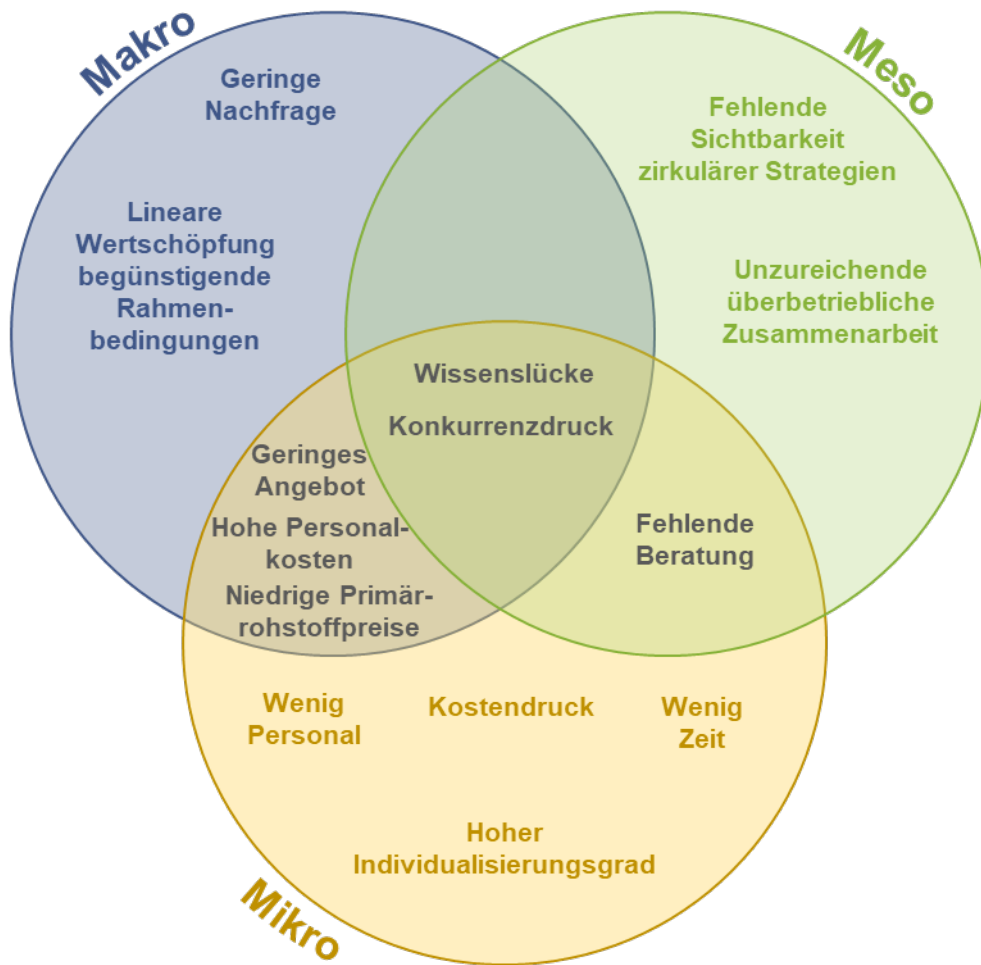 Makro
Meso
Geringe
Nachfrage
Fehlende
Sichtbarkeit
zirkulärer Strategien
Lineare
Wertschöpfung
begünstigende
Rahmen-
bedingungen
Unzureichende
überbetriebliche
Zusammenarbeit
Wissenslücke
Konkurrenzdruck
Geringes
Angebot
Hohe Personal-
kosten
Niedrige Primär-
rohstoffpreise
Fehlende
Beratung
Wenig
Personal
Kostendruck
Wenig
Zeit
Hoher
Individualisierungsgrad
Mikro